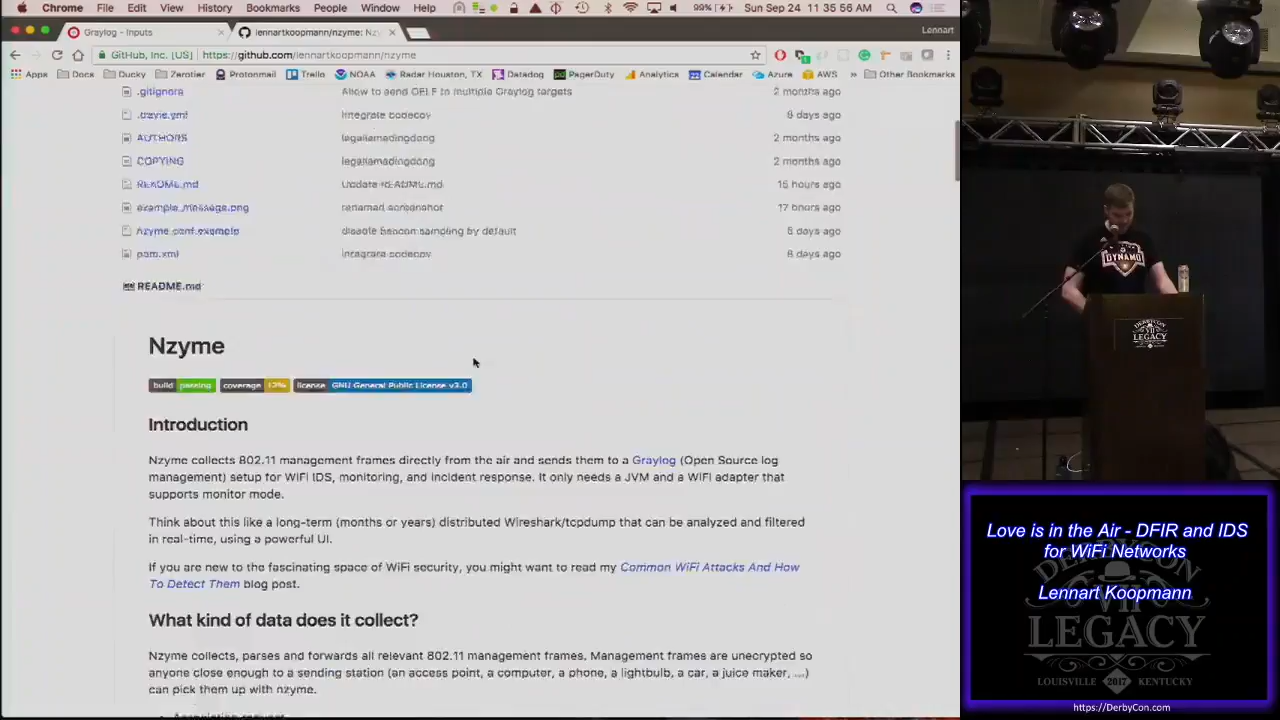 Chrome File Edit View History Bookmarks People Window Help 99% Sun Sep 24 11:35:56 AM
Graylog - Inputs lennartkoopmann/nzyme: Nz Lennart
GitHub, Inc. [US] https://github.com/lennartkoopmann/nzyme
Apps Docs Ducky Zerotier Protonmail Trello NOAA Radar Houston, TX Datadog PagerDuty Analytics Calendar Azure AWS » Other Bookmarks
.gitignore Allow to send GELF to multiple Graylog targets 2 months ago
integrate codecov 8 days ago
AUTHORS legallamadingdong 2 months ago
COPYING legallamadingdong 2 months ago
README.md Update README.md 15 hours ago
example_message.png renamed screenshot 17 hours ago
nzyme.conf.example disable beacon sampling by default 8 days ago
pom.xml integrate codecov 8 days ago
README.md
Nzyme
build passing coverage license GNU General Public License v3.0
Introduction
Nzyme collects 802.11 management frames directly from the air and sends them to a Graylog (Open Source log
management) setup for WiFi IDS, monitoring, and incident response. It only needs a JVM and a WiFi adapter that
supports monitor mode.
Think about this like a long-term (months or years) distributed Wireshark/tcpdump that can be analyzed and filtered
in real-time, using a powerful UI.
If you are new to the fascinating space of WiFi security, you might want to read my Common WiFi Attacks And How
To Detect Them blog post.
What kind of data does it collect?
Nzyme collects, parses and forwards all relevant 802.11 management frames. Management frames are unecrypted so
anyone close enough to a sending station (an access point, a computer, a phone, a lightbulb, a car, a juice maker, ...)
can pick them up with nzyme.
DYNAMO
LEGACY
Love is in the Air - DFIR and IDS
for WiFi Networks
Lennart Koopmann
DERBYCON
VII
LEGACY
LOUISVILLE 2017 KENTUCKY
https://DerbyCon.com